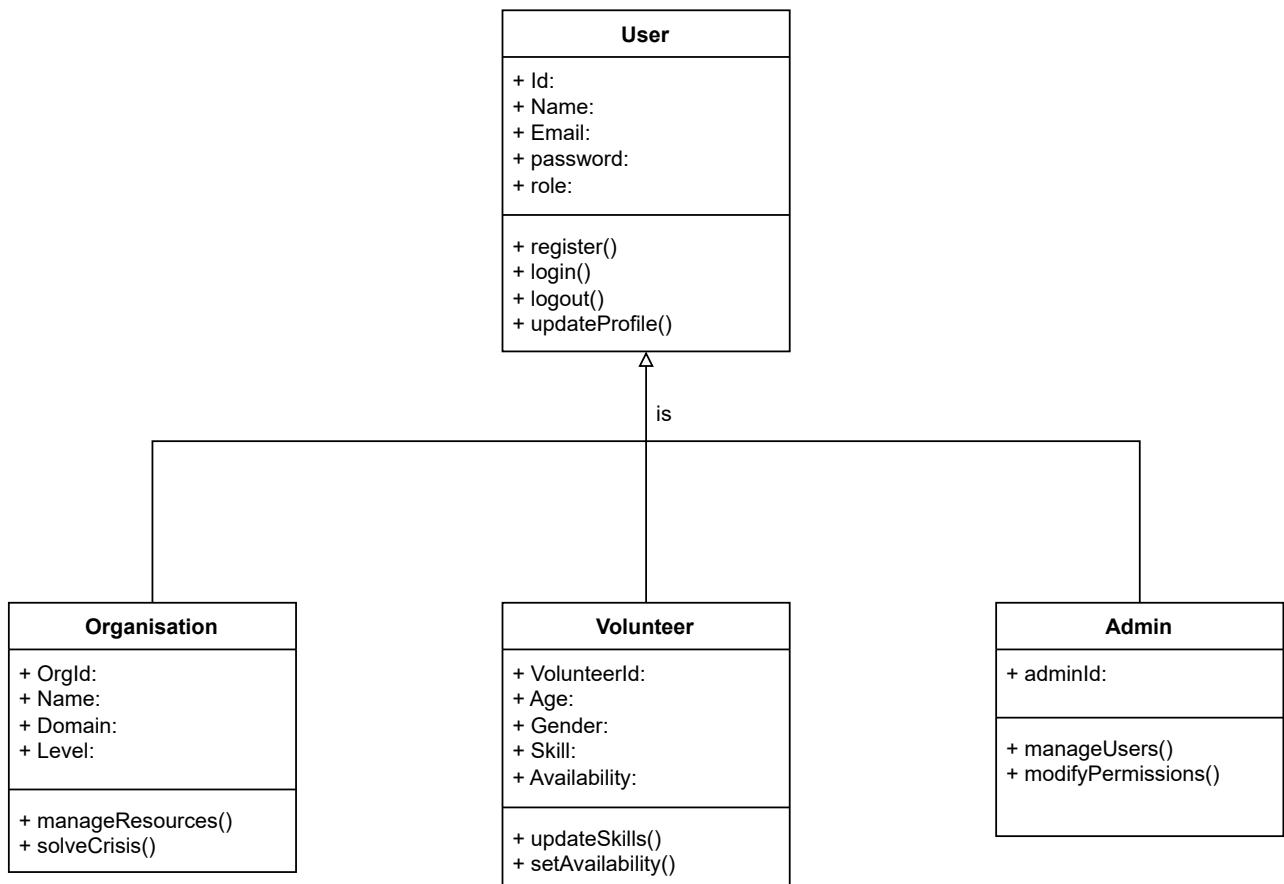 User
+ Id:
+ Name:
+ Email:
+ password:
+ role:
+ register()
+ login()
+ logout()
+ updateProfile()
is
Organisation
+ OrgId:
+ Name:
+ Domain:
+ Level:
+ manageResources()
+ solveCrisis()
Volunteer
+ VolunteerId:
+ Age:
+ Gender:
+ Skill:
+ Availability:
+ updateSkills()
+ setAvailability()
Admin
+ adminId:
+ manageUsers()
+ modifyPermissions()